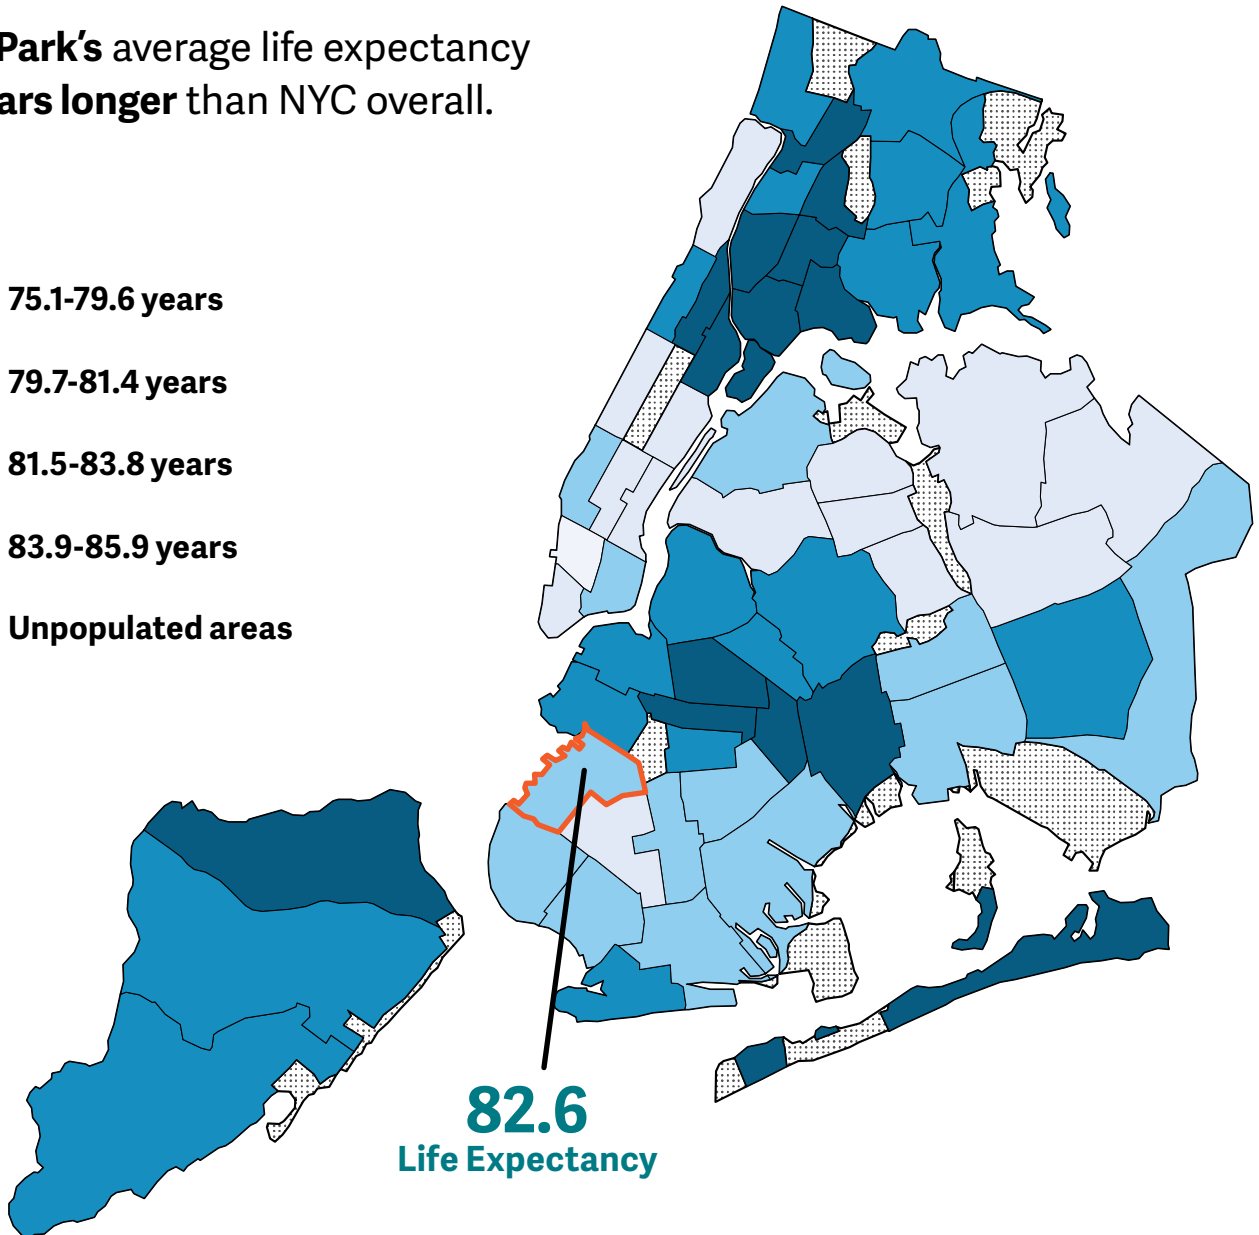 Park’s average life expectancy
ars longer than NYC overall.
75.1-79.6 years
79.7-81.4 years
81.5-83.8 years
83.9-85.9 years
Unpopulated areas
82.6
Life Expectancy